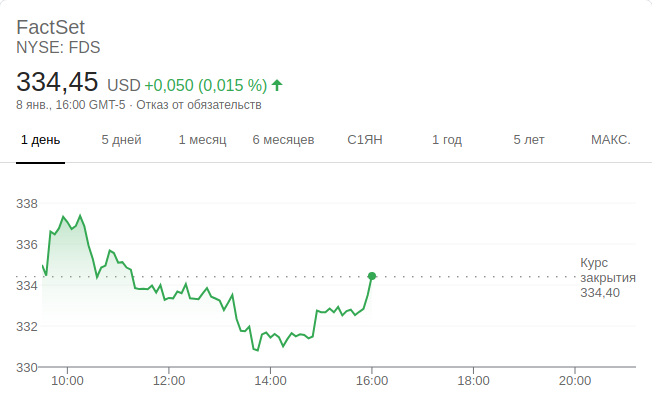 FactSet
NYSE: FDS
334,45 USD +0,050 (0,015 %)
8 янв., 16:00 GMT-5 · Отказ от обязательств
1 день 5 дней 1 месяц 6 месяцев С1ЯН 1 год 5 лет МАКС.
338
336
334
332
330
Курс
закрытия
334,40
10:00 12:00 14:00 16:00 18:00 20:00